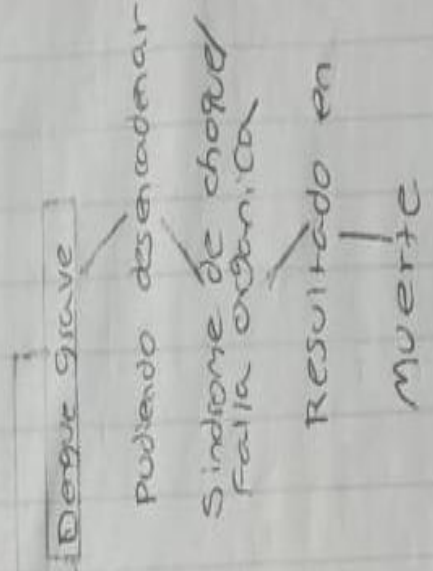 Dengue grave
Pudiendo desencadenar
Sindrome de choque/
Falla organica
Resultado en
Muerte